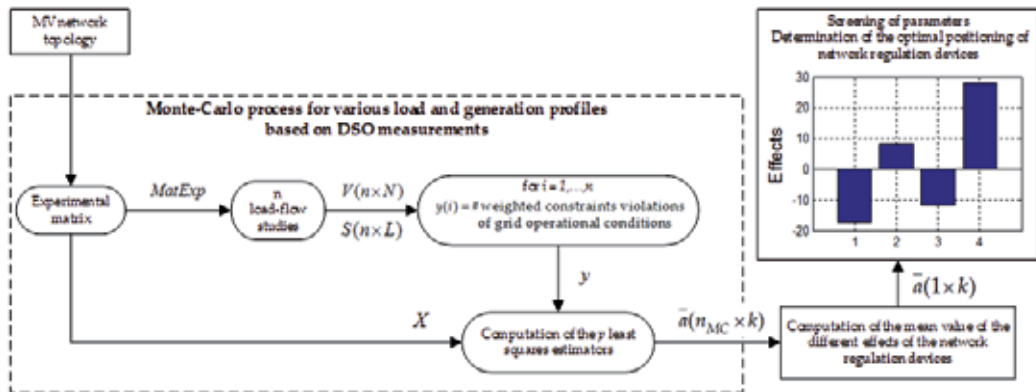 MV network
topology
Screening of parameters
Determination of the optimal positioning of
network regulation devices
30
20
10
0
-10
-20
Effects
1 2 3 4
Monte-Carlo process for various load and generation profiles
based on DSO measurements
Experimental
matrix
MatExp
n
load-flow
studies
V(n×N)
S(n×L)
for i = 1,...,n
y(i) = # weighted constraints violations
of grid operational conditions
y
X
Computation of the p least
squares estimators
a̅(n_MC × k)
a̅(1×k)
Computation of the mean value of the
different effects of the network
regulation devices